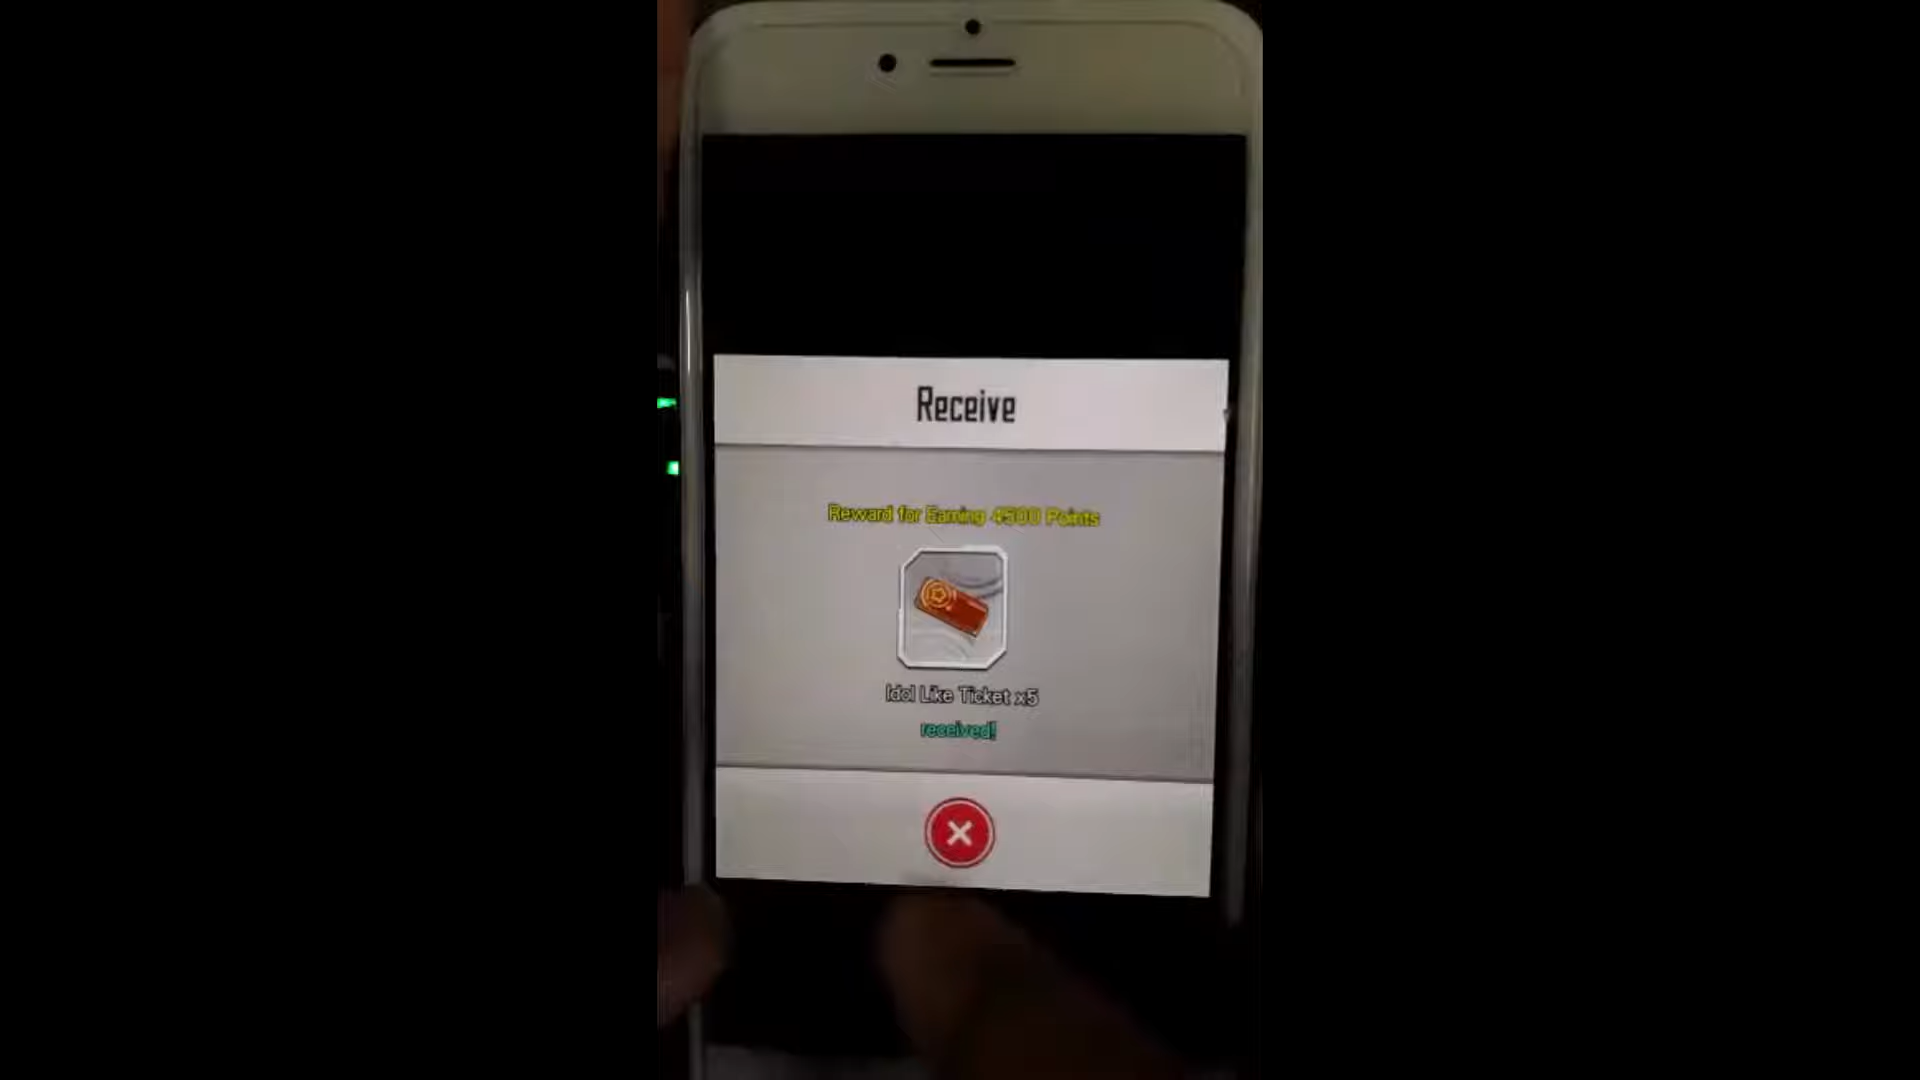 Receive
Reward for Earning 4500 Points
Idol Like Ticket x5
received!